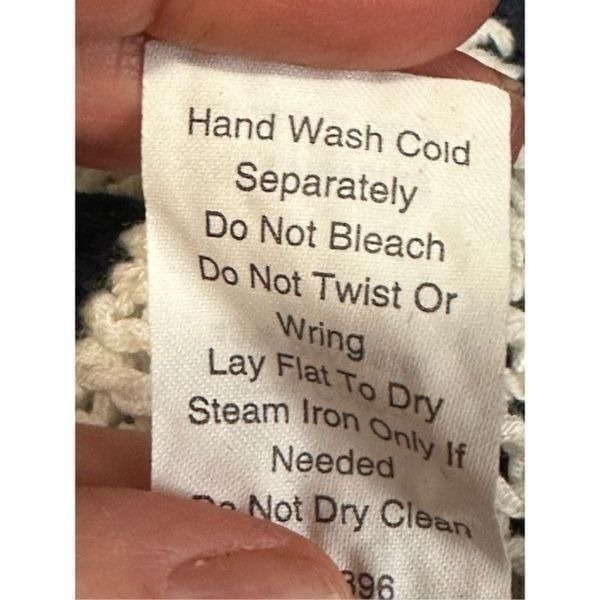 Hand Wash Cold
Separately
Do Not Bleach
Do Not Twist Or
Wring
Lay Flat To Dry
Steam Iron Only If
Needed
Do Not Dry Clean
396